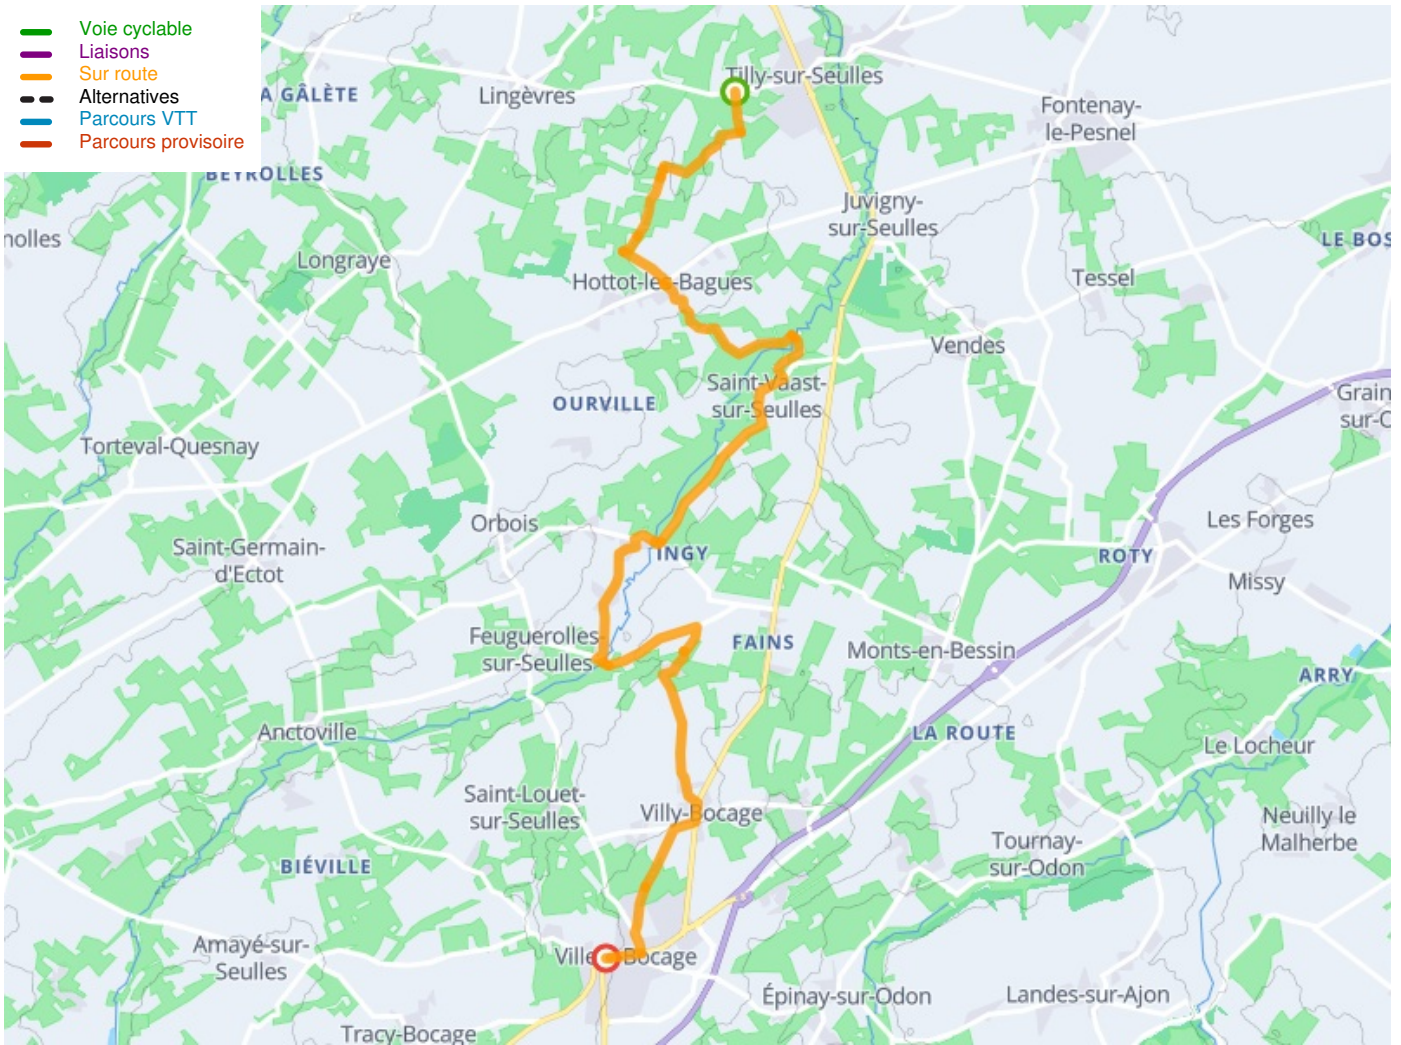 Voie cyclable
Liaisons
Sur route
Alternatives
Parcours VTT
Parcours provisoire
Tilly-sur-Seulles
A GÂLÈTE
Lingèvres
Fontenay-
le-Pesnel
BEYROLLES
Juvigny-
sur-Seulles
nolles
LE BOS
Longraye
Hottot-les-Bagues
Tessel
Vendes
Saint-Vaast-
sur-Seulles
OURVILLE
Grain
sur-O
Torteval-Quesnay
Orbois
Les Forges
Saint-Germain-
d'Ectot
INGY
ROTY
Missy
Feuguerolles-
sur-Seulles
FAINS
Monts-en-Bessin
ARRY
Anctoville
LA ROUTE
Le Locheur
Saint-Louet-
sur-Seulles
Villy-Bocage
Neuilly le
Malherbe
Tournay-
sur-Odon
BIÉVILLE
Amayé-sur-
Seulles
Ville Bocage
Épinay-sur-Odon
Landes-sur-Ajon
Tracy-Bocage